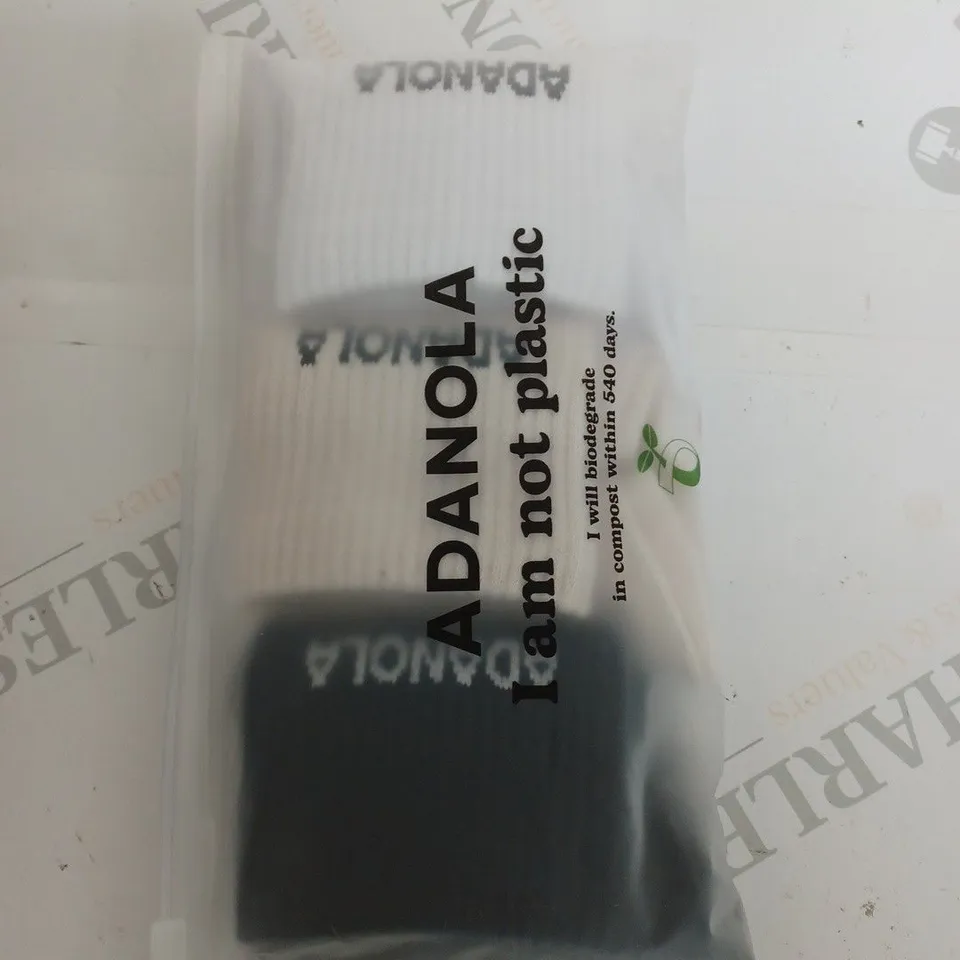 ADANOLA
ADANOLA
ADANOLA
ADANOLA
I am not plastic
I will biodegrade
in compost within 540 days.